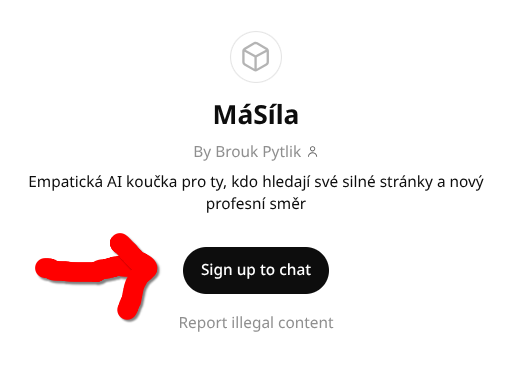 MáSíla
By Brouk Pytlik
Empatická AI koučka pro ty, kdo hledají své silné stránky a nový
profesní směr
Sign up to chat
Report illegal content